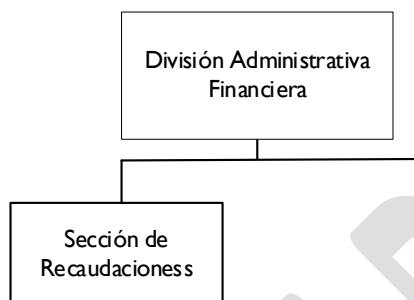 División Administrativa
Financiera
Sección de
Recaudacioness